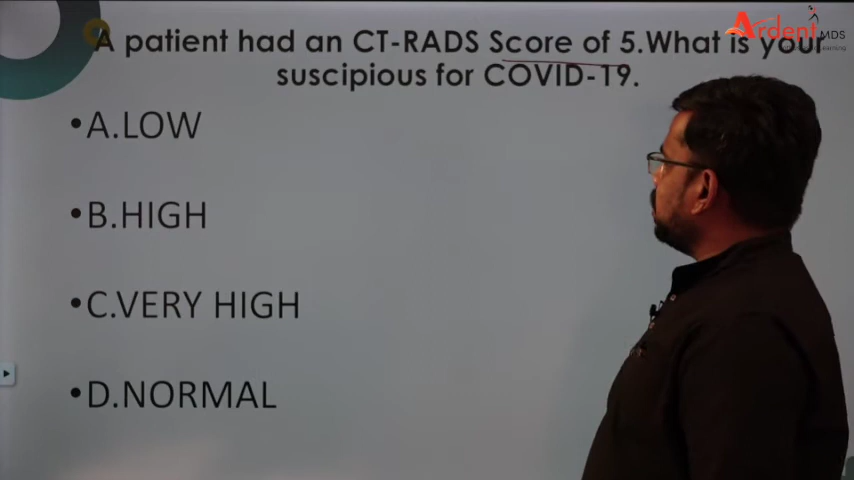 A patient had an CT-RADS Score of 5.What is your
suscipious for COVID-19.
•A.LOW
•B.HIGH
•C.VERY HIGH
•D.NORMAL
Ardent MDS